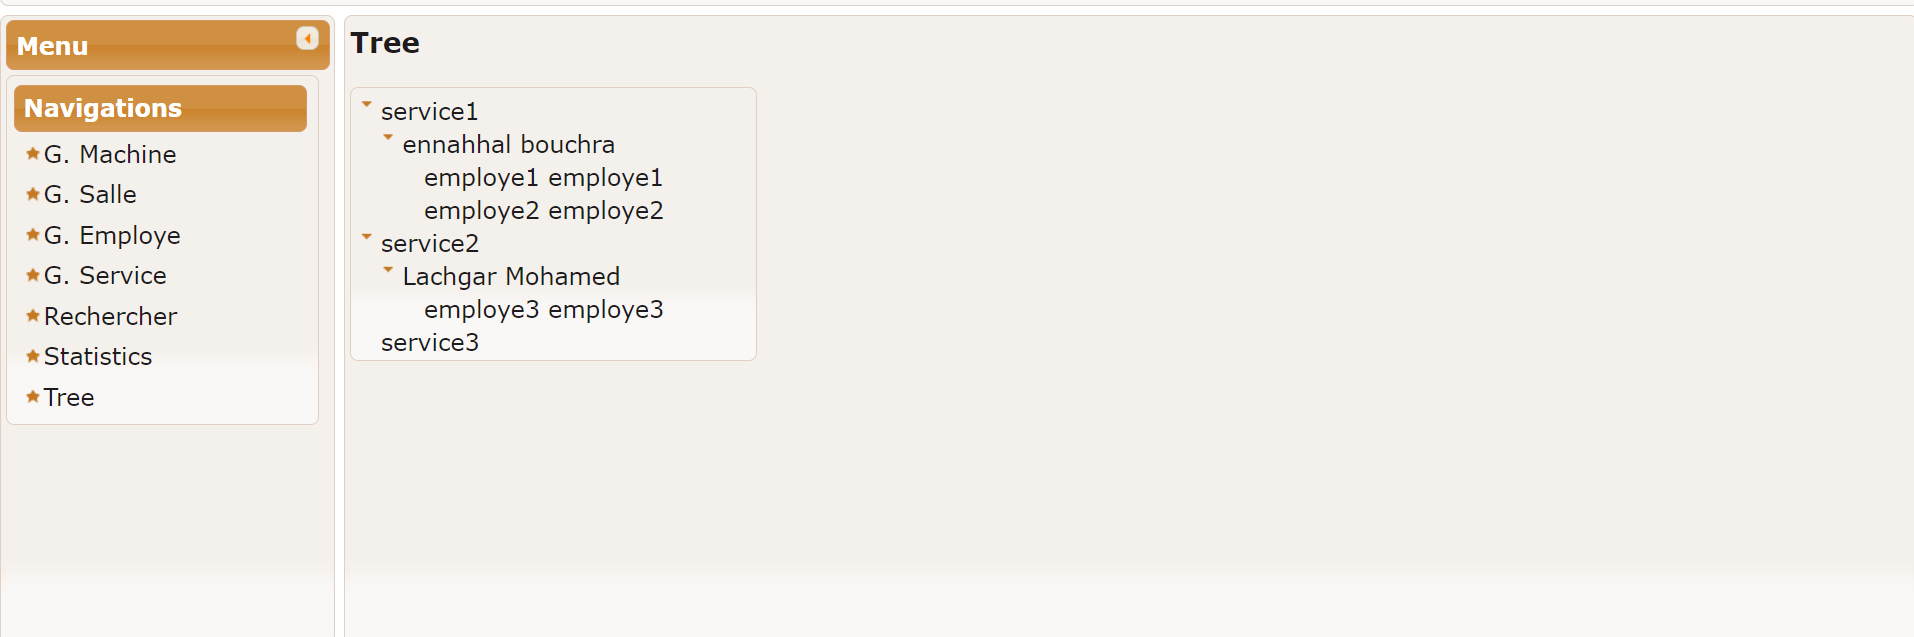 Menu
Navigations
G. Machine
G. Salle
G. Employe
G. Service
Rechercher
Statistics
Tree
Tree
service1
ennahhal bouchra
employe1 employe1
employe2 employe2
service2
Lachgar Mohamed
employe3 employe3
service3